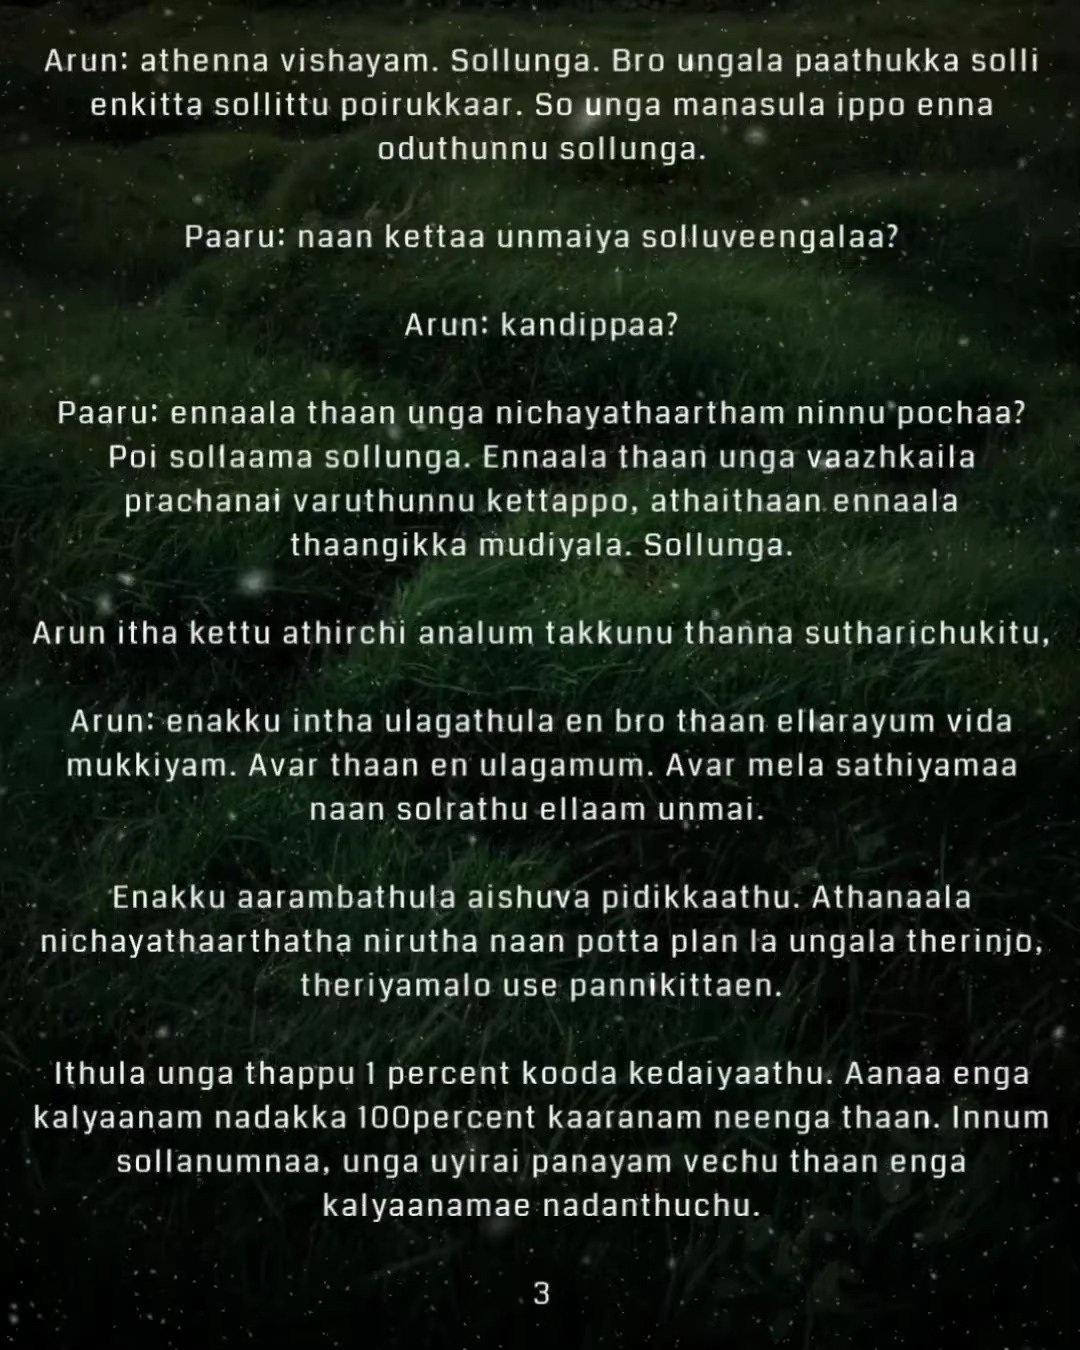 Arun: athenna vishayam. Sollunga. Bro ungala paathukka solli
enkitta sollittu poirukkaar. So unga manasula ippo enna
oduthunnu sollunga.
Paaru: naan kettaa unmaiya solluveengalaa?
Arun: kandippaa?
Paaru: ennaala thaan unga nichayathaartham ninnu pochaa?
Poi sollaama sollunga. Ennaala thaan unga vaazhkaila
prachanai varuthunnu kettappo, athaithaan ennaala
thaangikka mudiyala. Sollunga.
Arun itha kettu athirchi analum takkunu thanna sutharichukitu,
Arun: enakku intha ulagathula en bro thaan ellarayum vida
mukkiyam. Avar thaan en ulagamum. Avar mela sathiyamaa
naan solrathu ellaam unmai.
Enakku aarambathula aishuva pidikkaathu. Athanaala
nichayathaarthatha nirutha naan potta plan la ungala therinjo,
theriyamalo use pannikittaen.
Ithula unga thappu 1 percent kooda kedaiyaathu. Aanaa enga
kalyaanam nadakka 100percent kaaranam neenga thaan. Innum
sollanumnaa, unga uyirai panayam vechu thaan enga
kalyaanamae nadanthuchu.
3